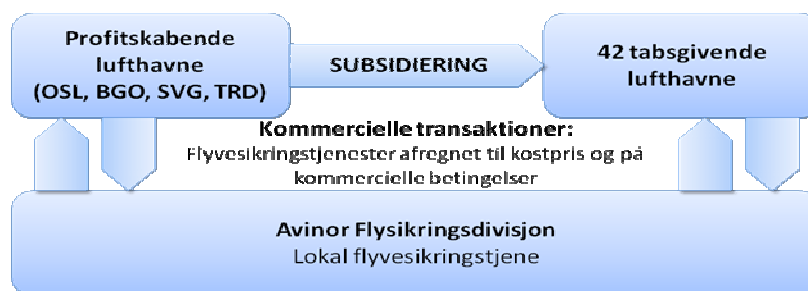 Profitskabende
lufthavne
(OSL, BGO, SVG, TRD)
SUBSIDIERING
42 tabsgivende
lufthavne
Kommercielle transaktioner:
Flyvesikringstjenester afregnet til kostpris og på
kommercielle betingelser
Avinor Flysikringsdivisjon
Lokal flyvesikringstjene